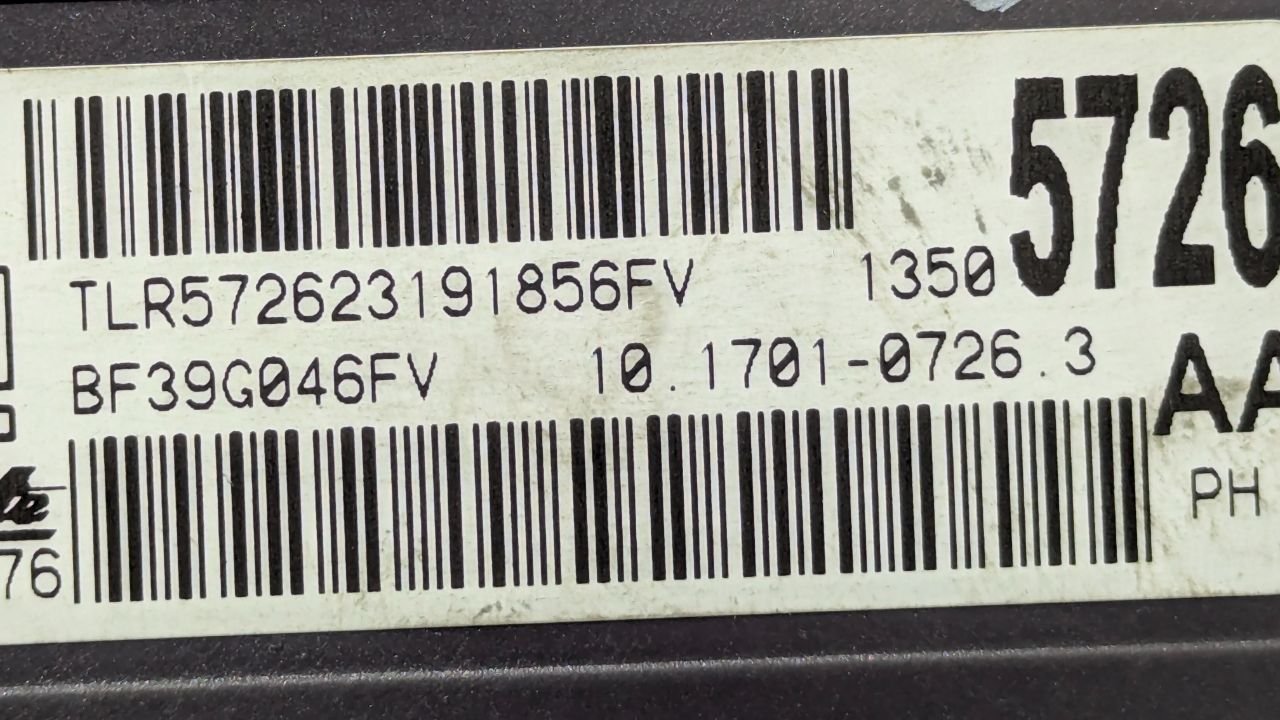 5726
TLR572623191856FV 1350
BF39G046FV 10.1701-0726.3
AA
PH
76